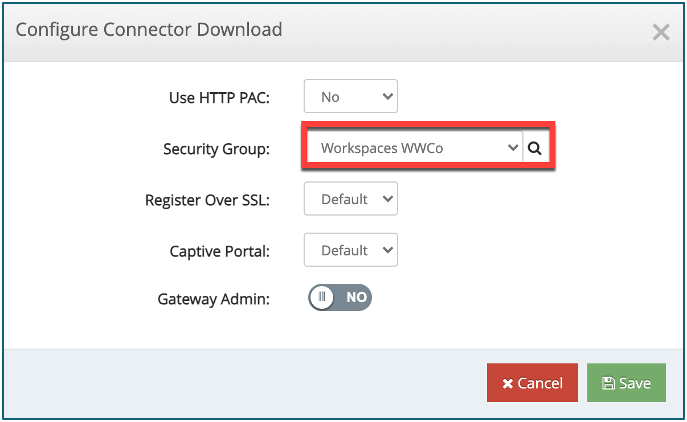 Configure Connector Download
Use HTTP PAC: No
Security Group: Workspaces WWCo
Register Over SSL: Default
Captive Portal: Default
Gateway Admin: NO
Cancel Save